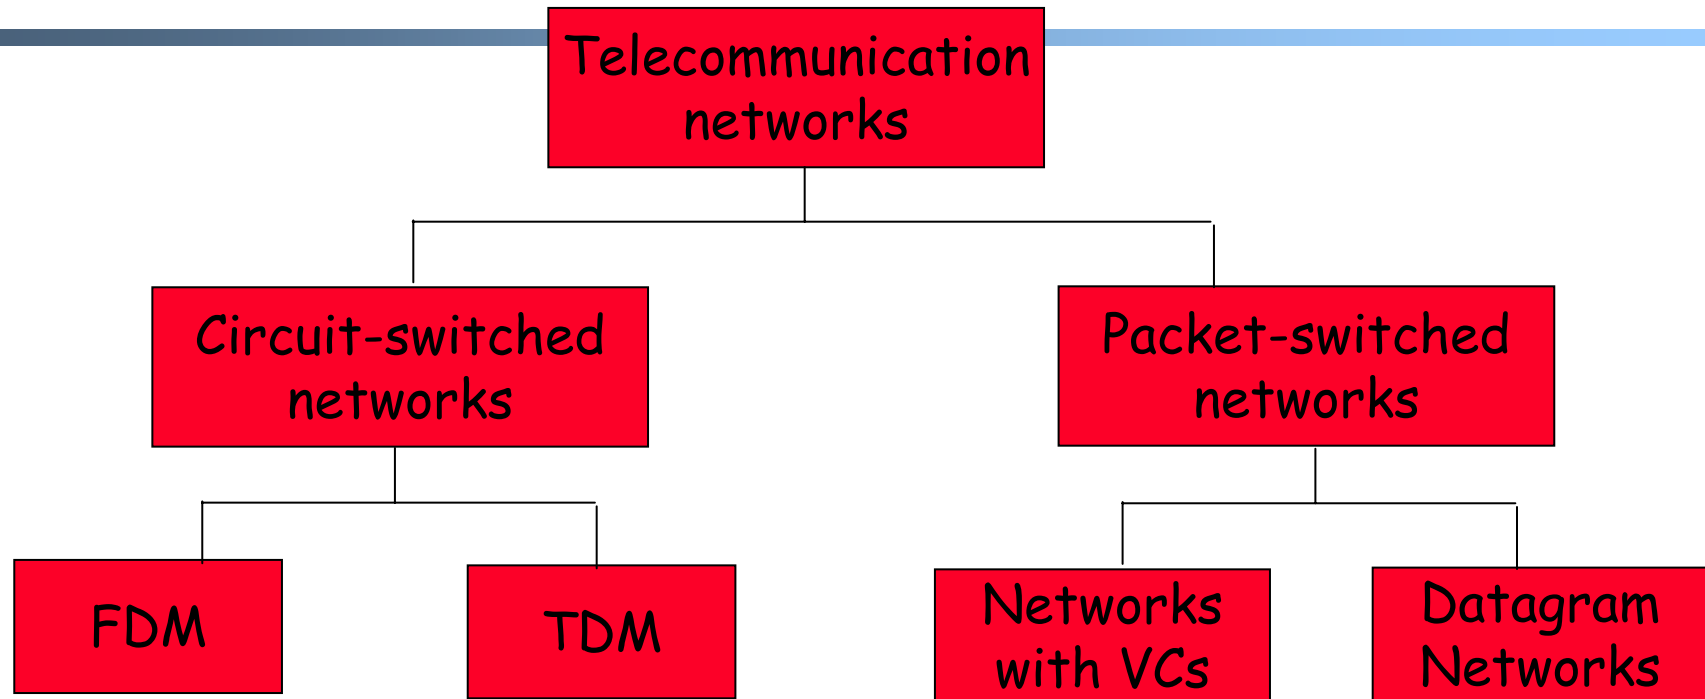 Telecommunication
networks
Circuit-switched
networks
Packet-switched
networks
FDM
TDM
Networks
with VCs
Datagram
Networks